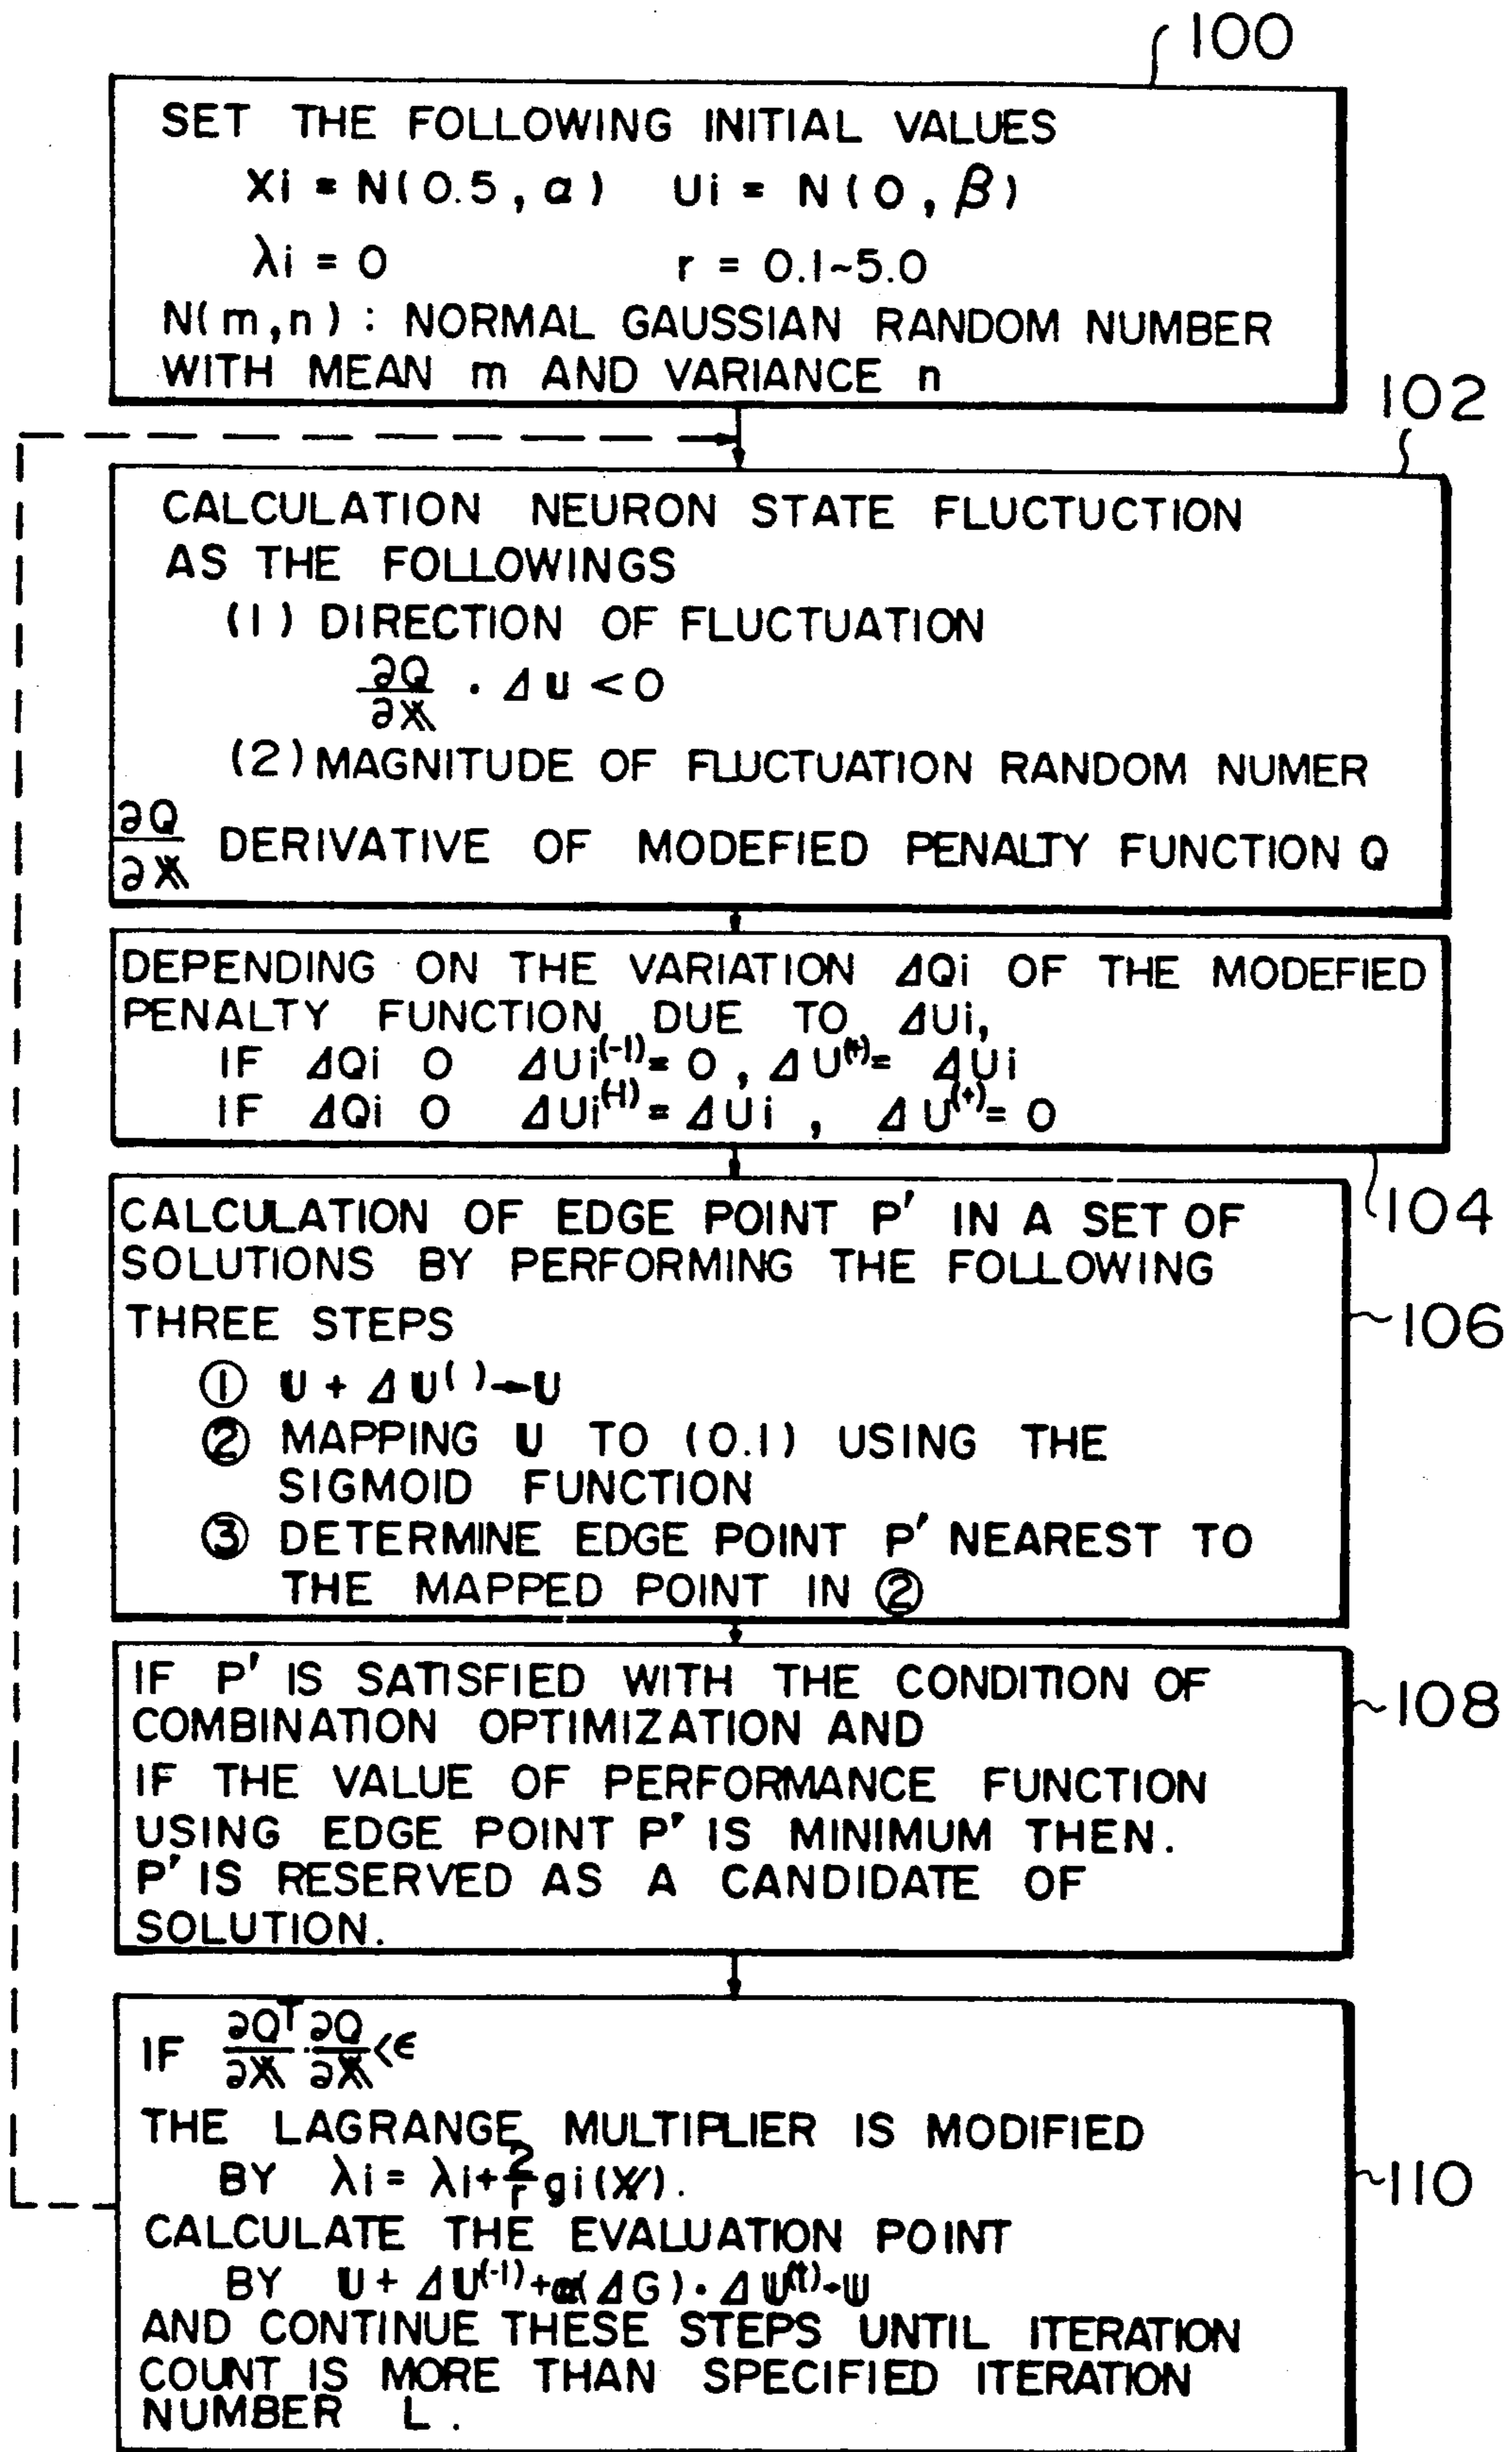 100
SET THE FOLLOWING INITIAL VALUES
Xi = N(0.5, α) Ui = N(0, β)
λi = 0 r = 0.1~5.0
N(m,n) : NORMAL GAUSSIAN RANDOM NUMBER
WITH MEAN m AND VARIANCE n
102
CALCULATION NEURON STATE FLUCTUCTION
AS THE FOLLOWINGS
(1) DIRECTION OF FLUCTUATION
∂Q/∂X · ΔU < 0
(2) MAGNITUDE OF FLUCTUATION RANDOM NUMER
∂Q/∂X DERIVATIVE OF MODEFIED PENALTY FUNCTION Q
DEPENDING ON THE VARIATION ΔQi OF THE MODEFIED
PENALTY FUNCTION DUE TO ΔUi,
IF ΔQi 0 ΔUi(-1) = 0, ΔU(+) = ΔUi
IF ΔQi 0 ΔUi(-1) = ΔUi, ΔU(+) = 0
104
CALCULATION OF EDGE POINT P' IN A SET OF
SOLUTIONS BY PERFORMING THE FOLLOWING
THREE STEPS
106
① U + ΔU( )→U
② MAPPING U TO (0.1) USING THE
SIGMOID FUNCTION
③ DETERMINE EDGE POINT P' NEAREST TO
THE MAPPED POINT IN ②
IF P' IS SATISFIED WITH THE CONDITION OF
COMBINATION OPTIMIZATION AND
108
IF THE VALUE OF PERFORMANCE FUNCTION
USING EDGE POINT P' IS MINIMUM THEN.
P' IS RESERVED AS A CANDIDATE OF
SOLUTION.
IF ∂Q^T/∂X · ∂Q/∂X < ϵ
THE LAGRANGE MULTIPLIER IS MODIFIED
BY λi = λi + 2/r gi(X).
110
CALCULATE THE EVALUATION POINT
BY U + ΔU(-1) + α(ΔG) · ΔU(t)→U
AND CONTINUE THESE STEPS UNTIL ITERATION
COUNT IS MORE THAN SPECIFIED ITERATION
NUMBER L.